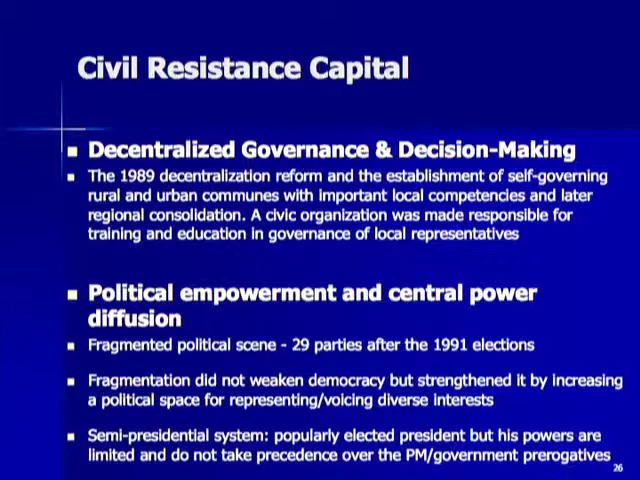 Civil Resistance Capital
Decentralized Governance & Decision-Making
The 1989 decentralization reform and the establishment of self-governing
rural and urban communes with important local competencies and later
regional consolidation. A civic organization was made responsible for
training and education in governance of local representatives
Political empowerment and central power
diffusion
Fragmented political scene - 29 parties after the 1991 elections
Fragmentation did not weaken democracy but strengthened it by increasing
a political space for representing/voicing diverse interests
Semi-presidential system: popularly elected president but his powers are
limited and do not take precedence over the PM/government prerogatives
26